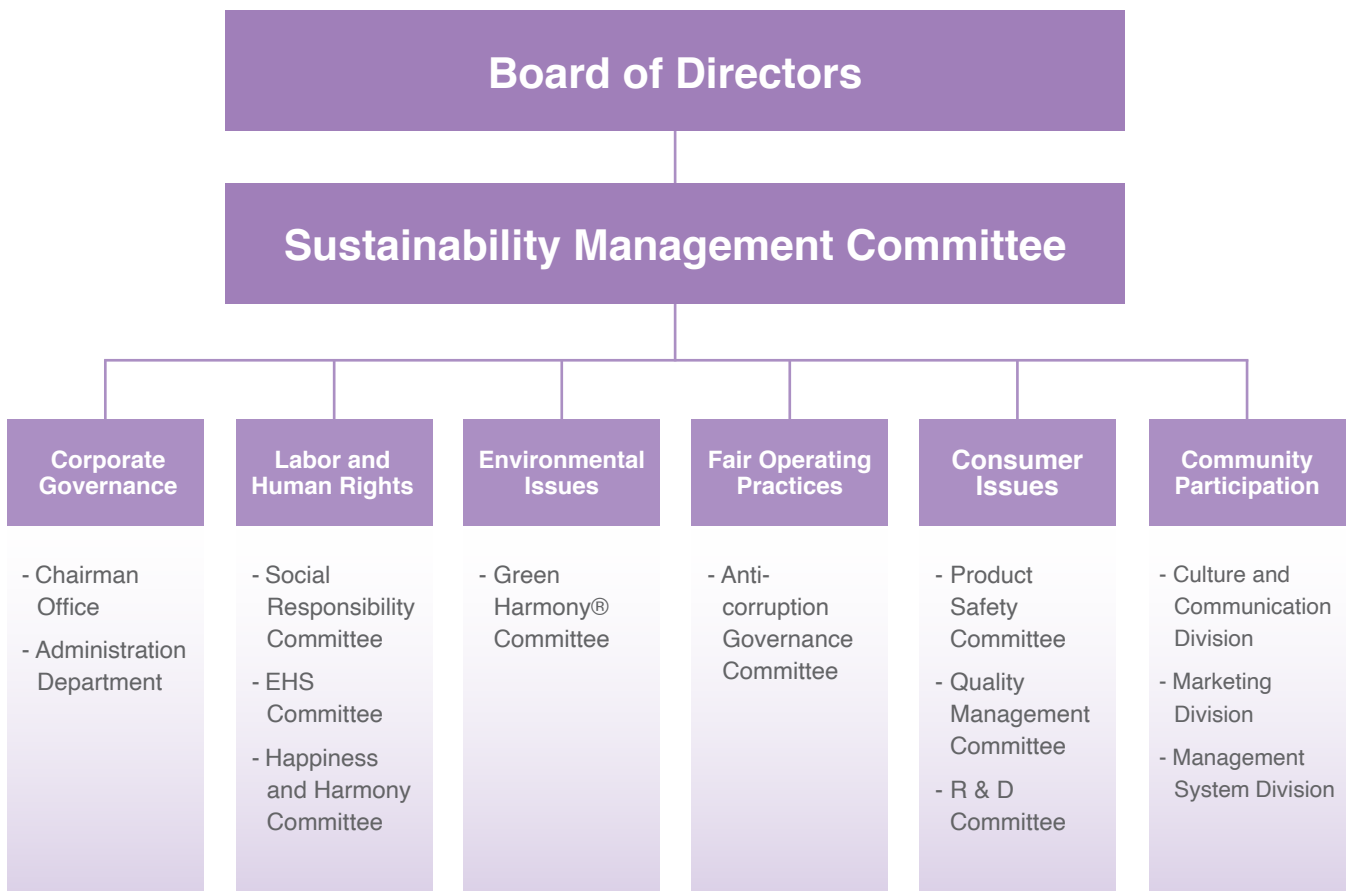 Board of Directors
Sustainability Management Committee
Corporate
Governance
- Chairman
Office
- Administration
Department
Labor and
Human Rights
- Social
Responsibility
Committee
- EHS
Committee
- Happiness
and Harmony
Committee
Environmental
Issues
- Green
Harmony®
Committee
Fair Operating
Practices
- Anti-
corruption
Governance
Committee
Consumer
Issues
- Product
Safety
Committee
- Quality
Management
Committee
- R & D
Committee
Community
Participation
- Culture and
Communication
Division
- Marketing
Division
- Management
System Division